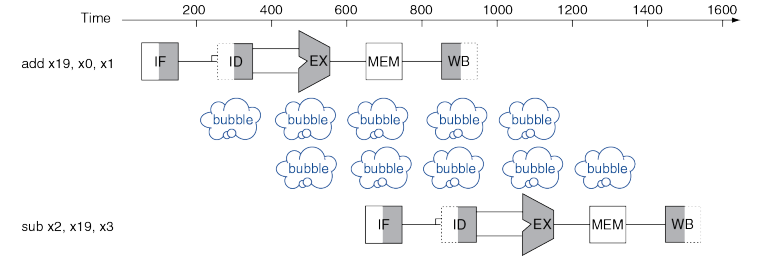 Time 200 400 600 800 1000 1200 1400 1600
add x19, x0, x1 IF ID EX MEM WB
bubble bubble bubble bubble bubble
bubble bubble bubble bubble bubble
sub x2, x19, x3 IF ID EX MEM WB